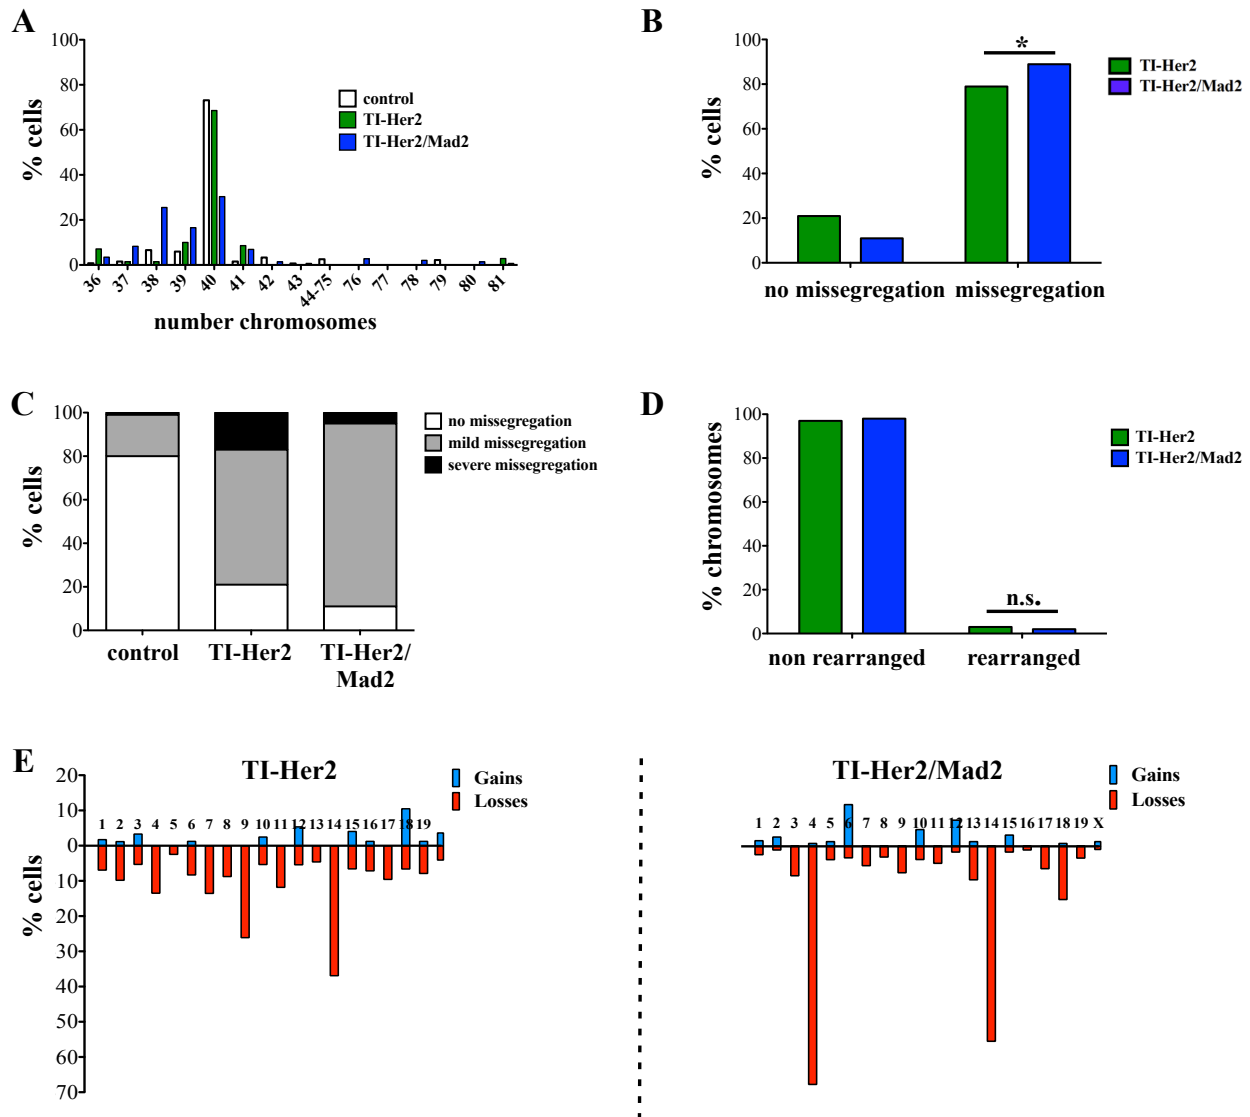 A
100
80
60
40
20
0
% cells
control
TI-Her2
TI-Her2/Mad2
36 37 38 39 40 41 42 43 44-75 76 77 78 79 80 81
number chromosomes
B
100
80
60
40
20
0
% cells
*
TI-Her2
TI-Her2/Mad2
no missegregation missegregation
C
100
80
60
40
20
0
% cells
no missegregation
mild missegregation
severe missegregation
control TI-Her2 TI-Her2/
Mad2
D
100
80
60
40
20
0
% chromosomes
n.s.
TI-Her2
TI-Her2/Mad2
non rearranged rearranged
E
TI-Her2
Gains
Losses
20
10
0
10
20
30
40
50
60
70
% cells
1 2 3 4 5 6 7 8 9 10 11 12 13 14 15 16 17 18 19
TI-Her2/Mad2
Gains
Losses
1 2 3 4 5 6 7 8 9 10 11 12 13 14 15 16 17 18 19 X